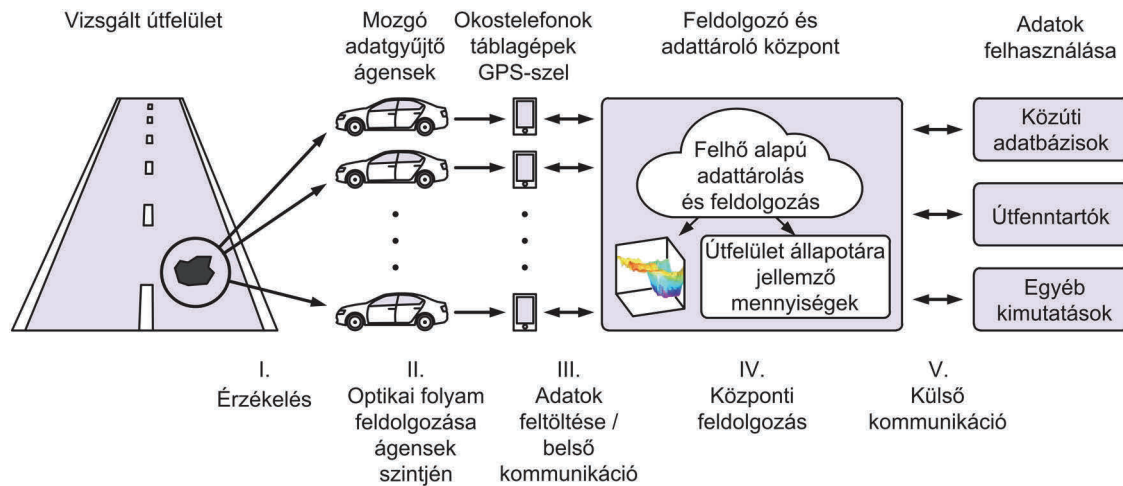 Vizsgált útfelület
Mozgó
adatgyűjtő
ágensek
Okostelefonok
táblagépek
GPS-szel
Feldolgozó és
adattároló központ
Adatok
felhasználása
Felhő alapú
adattárolás
és feldolgozás
Útfelület állapotára
jellemző
mennyiségek
Közúti
adatbázisok
Útfenntartók
Egyéb
kimutatások
I.
Érzékelés
II.
Optikai folyam
feldolgozása
ágensek
szintjén
III.
Adatok
feltöltése /
belső
kommunikáció
IV.
Központi
feldolgozás
V.
Külső
kommunikáció